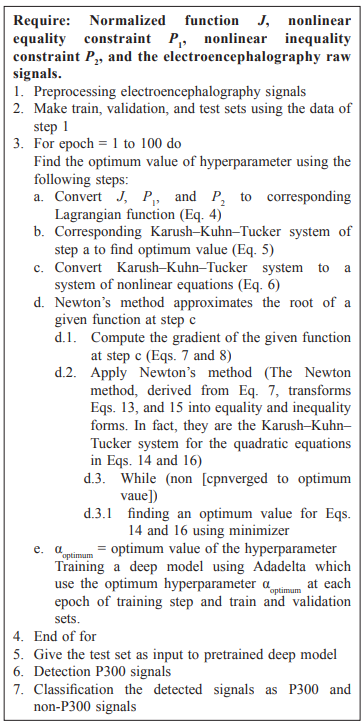 Require: Normalized function J, nonlinear
equality constraint P1, nonlinear inequality
constraint P2, and the electroencephalography raw
signals.
1. Preprocessing electroencephalography signals
2. Make train, validation, and test sets using the data of
step 1
3. For epoch = 1 to 100 do
Find the optimum value of hyperparameter using the
following steps:
a. Convert J, P1, and P2 to corresponding
Lagrangian function (Eq. 4)
b. Corresponding Karush–Kuhn–Tucker system of
step a to find optimum value (Eq. 5)
c. Convert Karush–Kuhn–Tucker system to a
system of nonlinear equations (Eq. 6)
d. Newton’s method approximates the root of a
given function at step c
d.1. Compute the gradient of the given function
at step c (Eqs. 7 and 8)
d.2. Apply Newton’s method (The Newton
method, derived from Eq. 7, transforms
Eqs. 13, and 15 into equality and inequality
forms. In fact, they are the Karush–Kuhn–
Tucker system for the quadratic equations
in Eqs. 14 and 16)
d.3. While (non [cpnverged to optimum
vaue])
d.3.1 finding an optimum value for Eqs.
14 and 16 using minimizer
e. αoptimum = optimum value of the hyperparameter
Training a deep model using Adadelta which
use the optimum hyperparameter αoptimum at each
epoch of training step and train and validation
sets.
4. End of for
5. Give the test set as input to pretrained deep model
6. Detection P300 signals
7. Classification the detected signals as P300 and
non-P300 signals